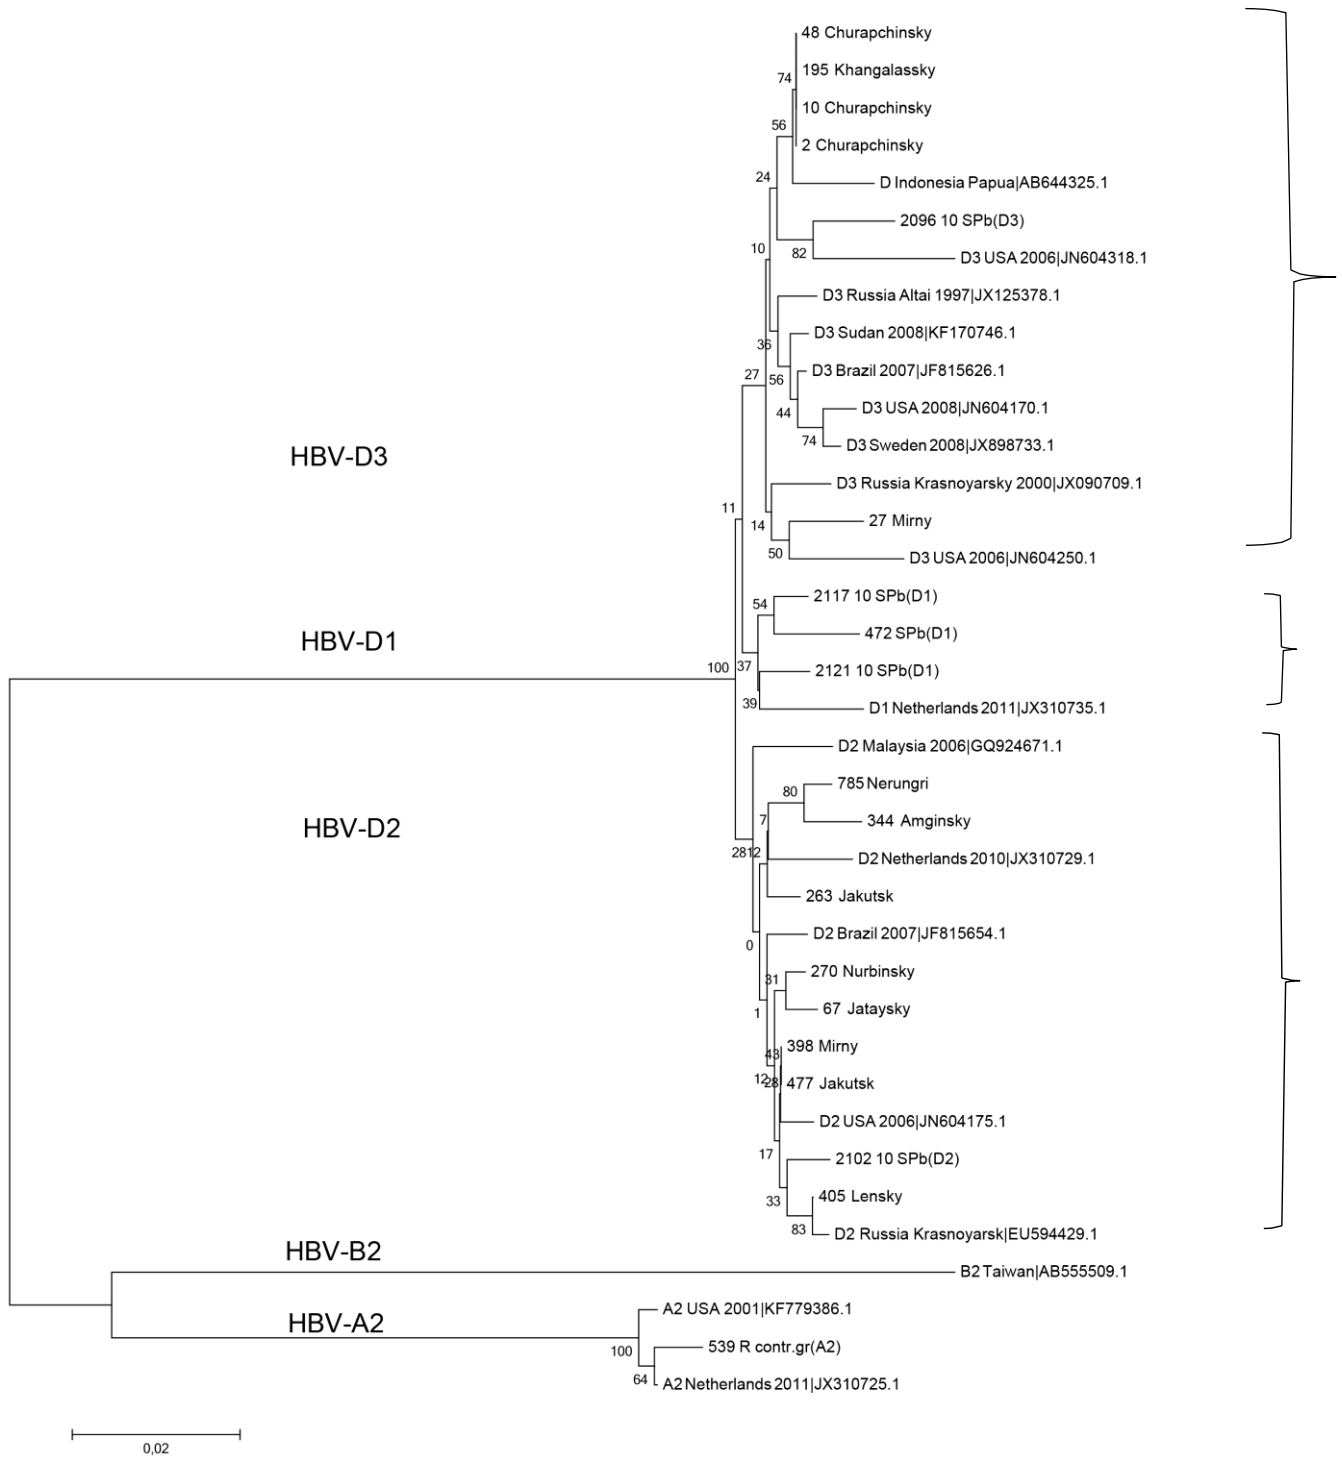 48 Churapchinsky
74
195 Khangalassky
10 Churapchinsky
56
2 Churapchinsky
24
D Indonesia Papua|AB644325.1
2096 10 SPb(D3)
10
82
D3 USA 2006|JN604318.1
D3 Russia Altai 1997|JX125378.1
D3 Sudan 2008|KF170746.1
36
27
56
D3 Brazil 2007|JF815626.1
44
D3 USA 2008|JN604170.1
74
D3 Sweden 2008|JX898733.1
HBV-D3
D3 Russia Krasnoyarsky 2000|JX090709.1
11
14
27 Mirny
50
D3 USA 2006|JN604250.1
54
2117 10 SPb(D1)
HBV-D1
472 SPb(D1)
100
37
2121 10 SPb(D1)
39
D1 Netherlands 2011|JX310735.1
D2 Malaysia 2006|GQ924671.1
80
785 Nerungri
HBV-D2
7
344 Amginsky
28
12
D2 Netherlands 2010|JX310729.1
263 Jakutsk
0
D2 Brazil 2007|JF815654.1
31
270 Nurbinsky
1
67 Jataysky
43
398 Mirny
12
28
477 Jakutsk
D2 USA 2006|JN604175.1
17
2102 10 SPb(D2)
33
405 Lensky
83
D2 Russia Krasnoyarsk|EU594429.1
HBV-B2
B2 Taiwan|AB555509.1
HBV-A2
A2 USA 2001|KF779386.1
100
539 R contr.gr(A2)
64
A2 Netherlands 2011|JX310725.1
0,02